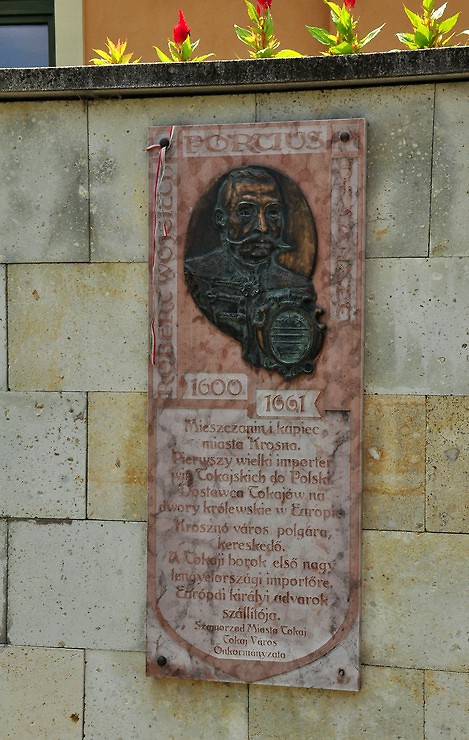 PORCIUS
ROBERT WOJCIECH
1600
1661
Mieszczanin i kupiec
miasta Krosna.
Pierwszy wielki importer
win Tokajskich do Polski.
Dostawca Tokajów na
dwory królewskie w Europie.
Krosznó város polgára,
kereskedő.
A Tokaji borok első nagy
lengyelországi importőre.
Európai királyi udvarok
szállítója.
Samorząd Miasta Tokaj
Tokaj Város
Önkormányzata